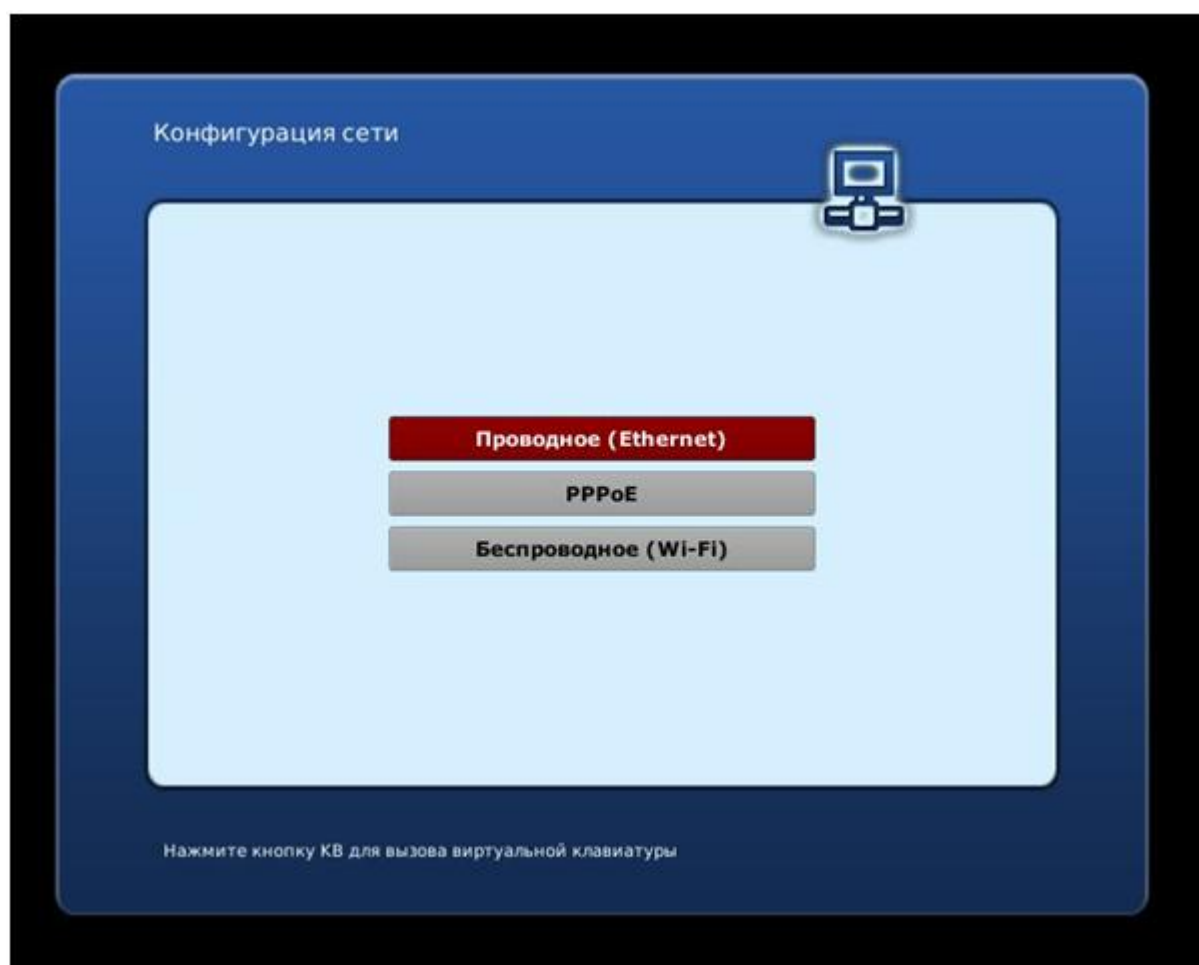 Конфигурация сети
Проводное (Ethernet)
PPPoE
Беспроводное (Wi-Fi)
Нажмите кнопку КВ для вызова виртуальной клавиатуры